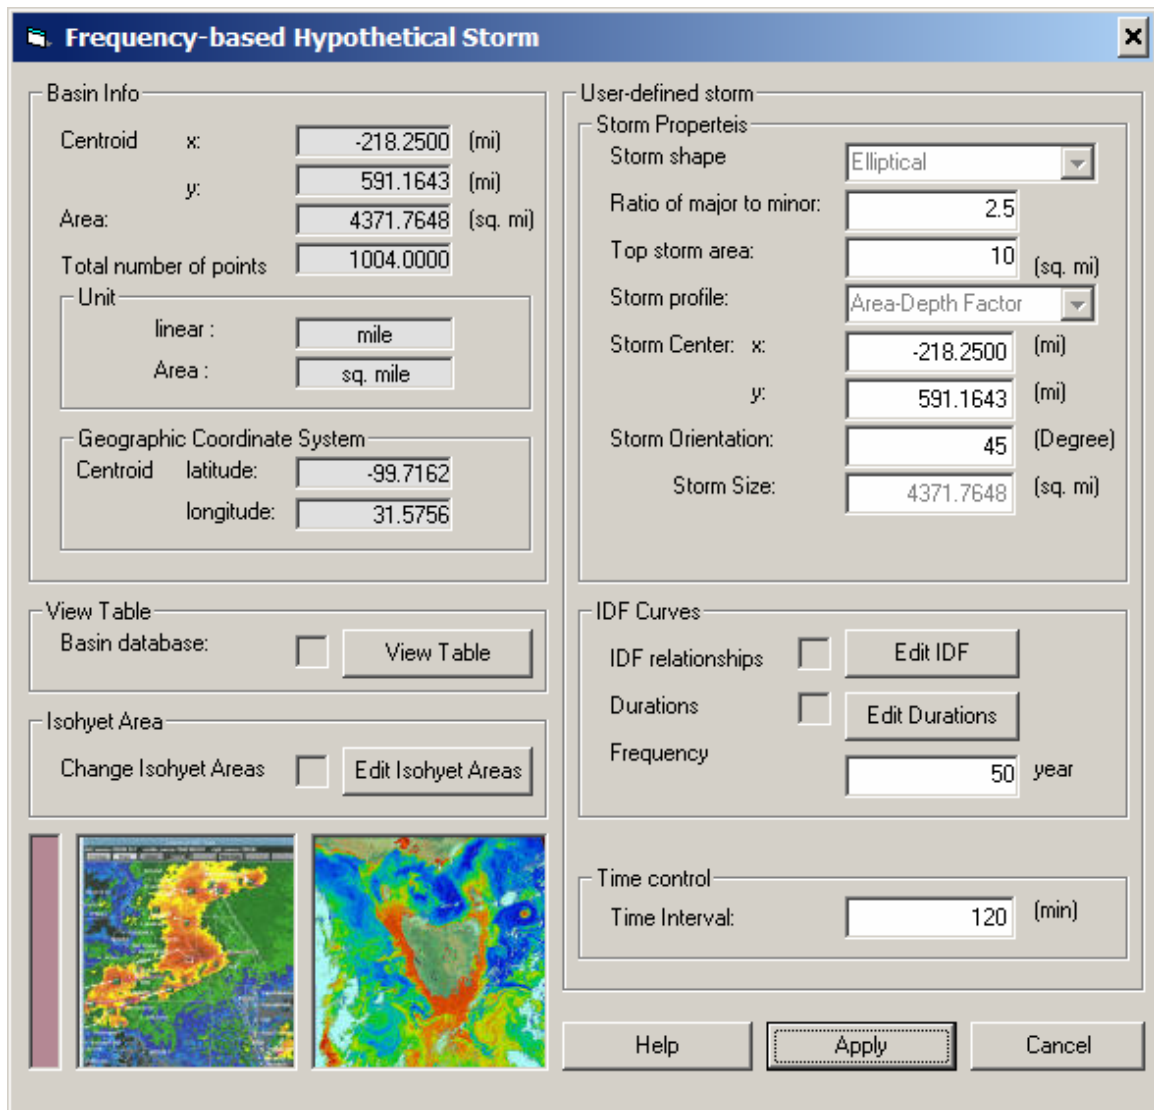 Frequency-based Hypothetical Storm
Basin Info
Centroid x: -218.2500 (mi)
y: 591.1643 (mi)
Area: 4371.7648 (sq. mi)
Total number of points 1004.0000
Unit
linear : mile
Area : sq. mile
Geographic Coordinate System
Centroid latitude: -99.7162
longitude: 31.5756
View Table
Basin database: View Table
Isohyet Area
Change Isohyet Areas Edit Isohyet Areas
User-defined storm
Storm Properteis
Storm shape Elliptical
Ratio of major to minor: 2.5
Top storm area: 10 (sq. mi)
Storm profile: Area-Depth Factor
Storm Center: x: -218.2500 (mi)
y: 591.1643 (mi)
Storm Orientation: 45 (Degree)
Storm Size: 4371.7648 (sq. mi)
IDF Curves
IDF relationships Edit IDF
Durations Edit Durations
Frequency 50 year
Time control
Time Interval: 120 (min)
Help Apply Cancel